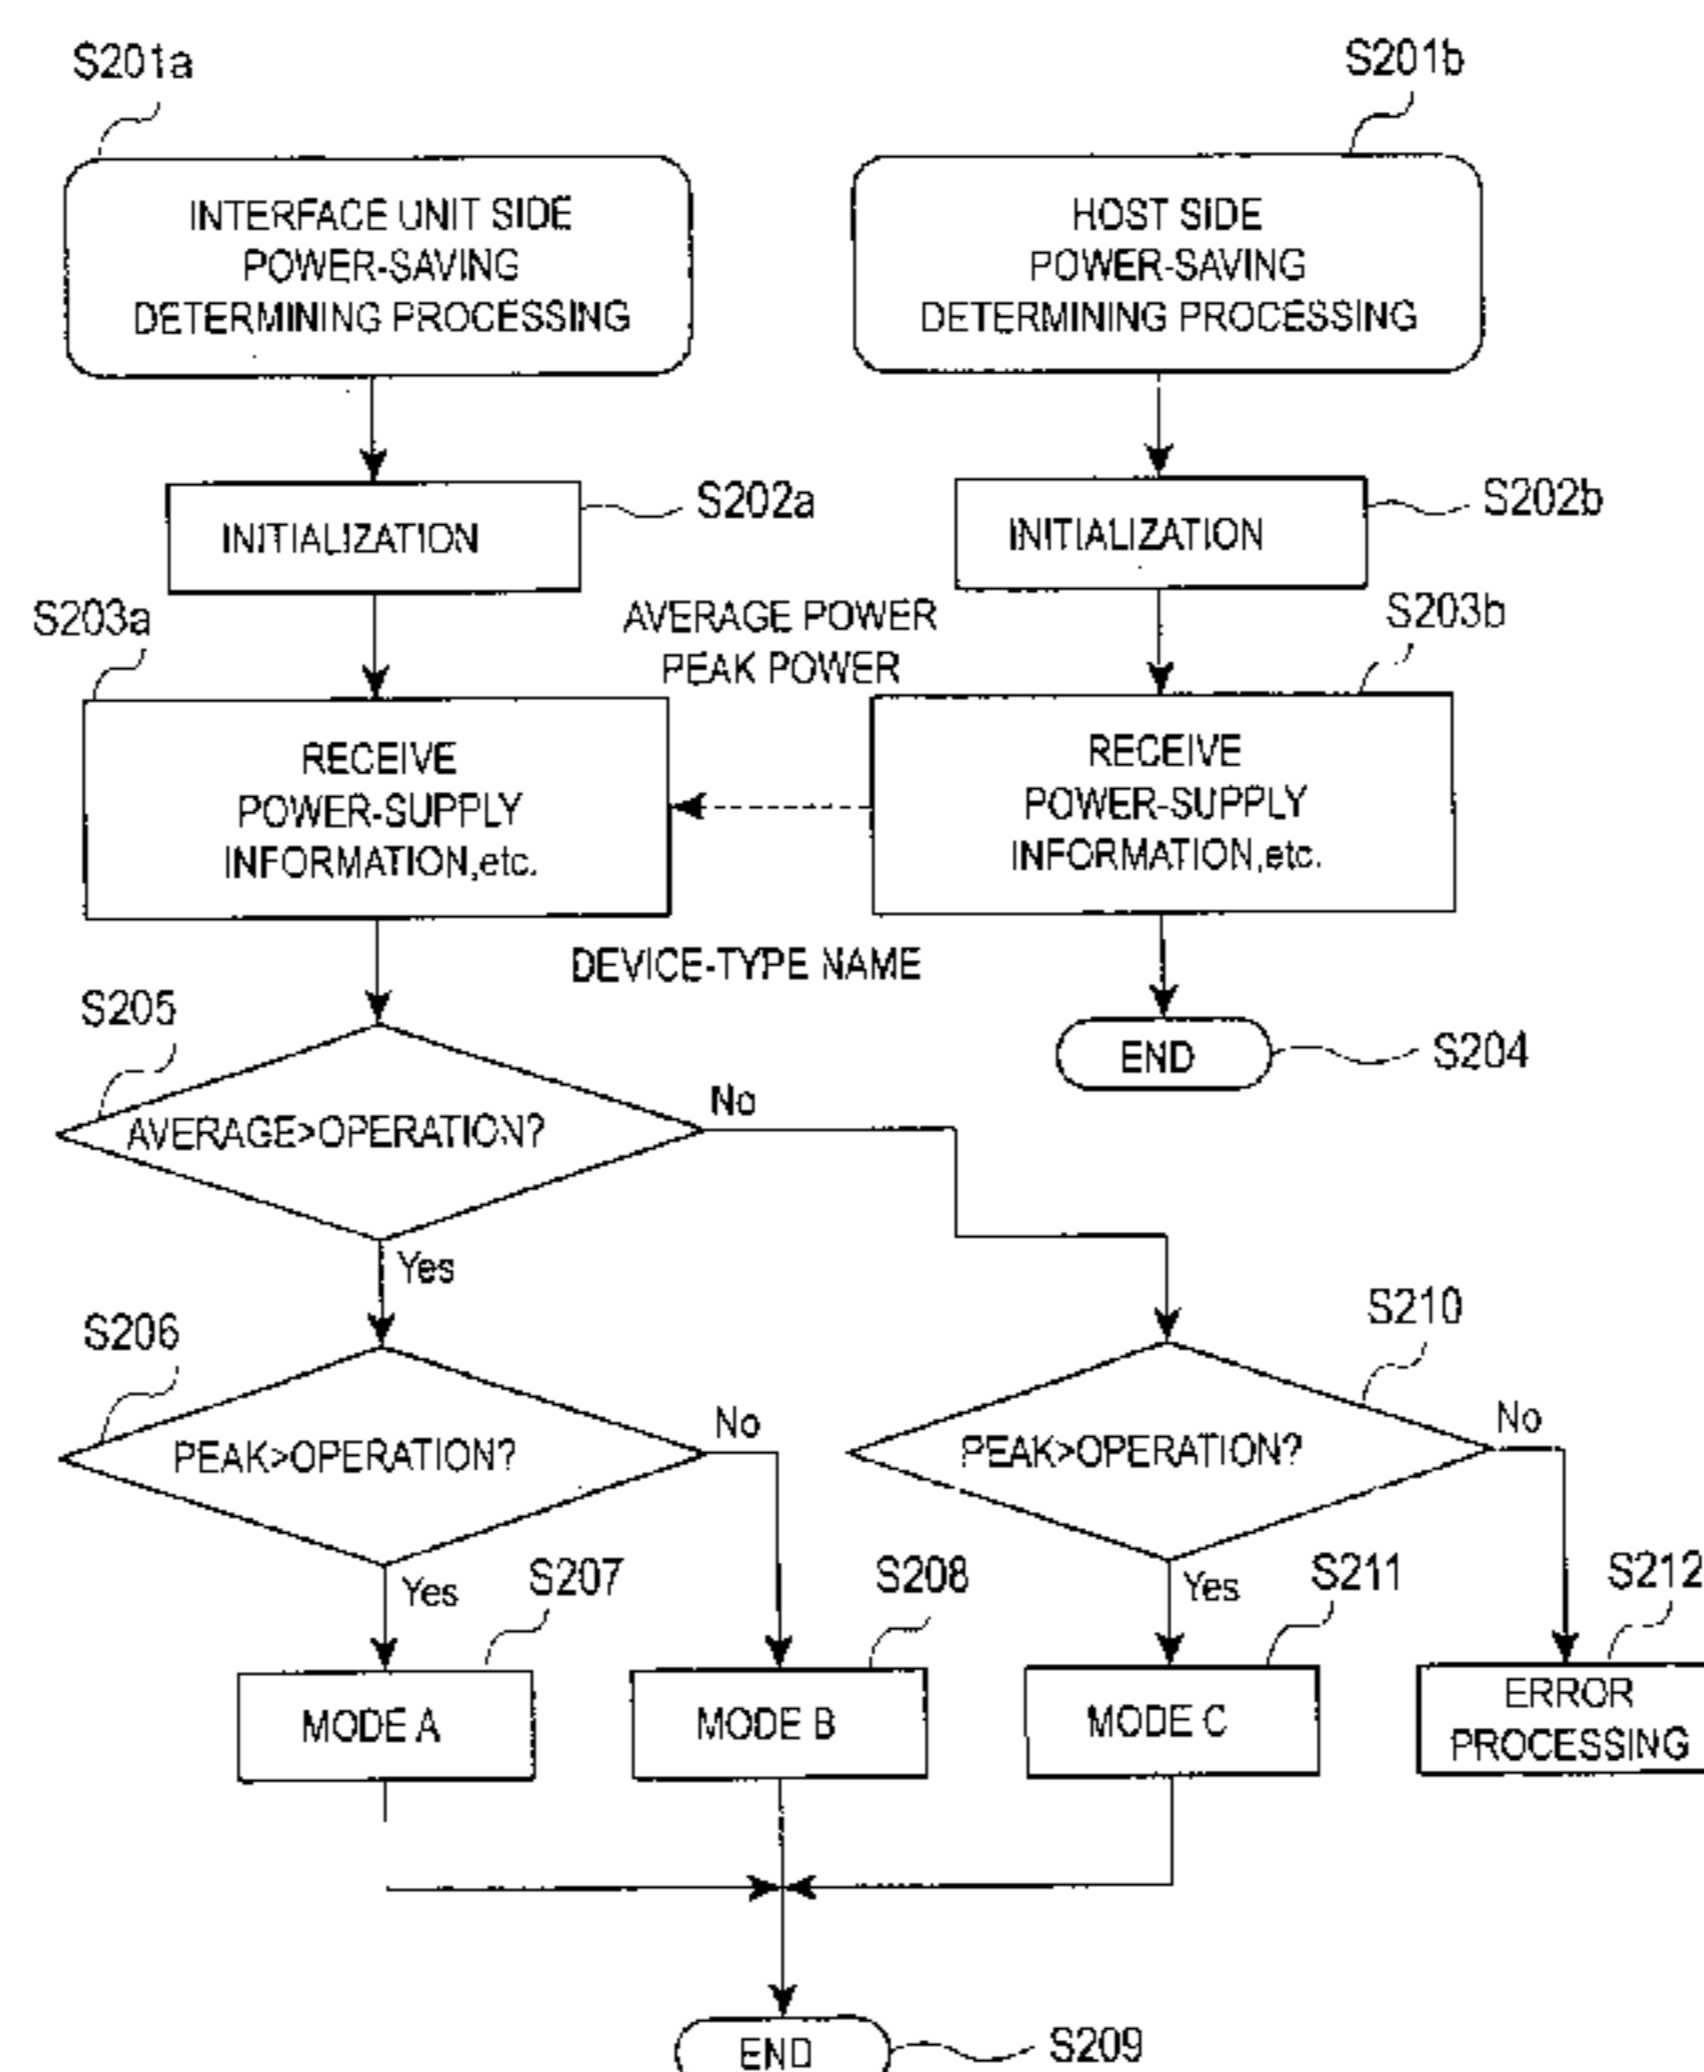 S201a
S201b
INTERFACE UNIT SIDE
POWER-SAVING
DETERMINING PROCESSING
HOST SIDE
POWER-SAVING
DETERMINING PROCESSING
INITIALIZATION
S202a
INITIALIZATION
S202b
S203a
AVERAGE POWER
PEAK POWER
S203b
RECEIVE
POWER-SUPPLY
INFORMATION,etc.
RECEIVE
POWER-SUPPLY
INFORMATION,etc.
DEVICE-TYPE NAME
S205
END
S204
AVERAGE>OPERATION?
No
Yes
S206
S210
PEAK>OPERATION?
No
PEAK>OPERATION?
No
Yes
S207
S208
Yes
S211
S212
MODE A
MODE B
MODE C
ERROR
PROCESSING
END
S209